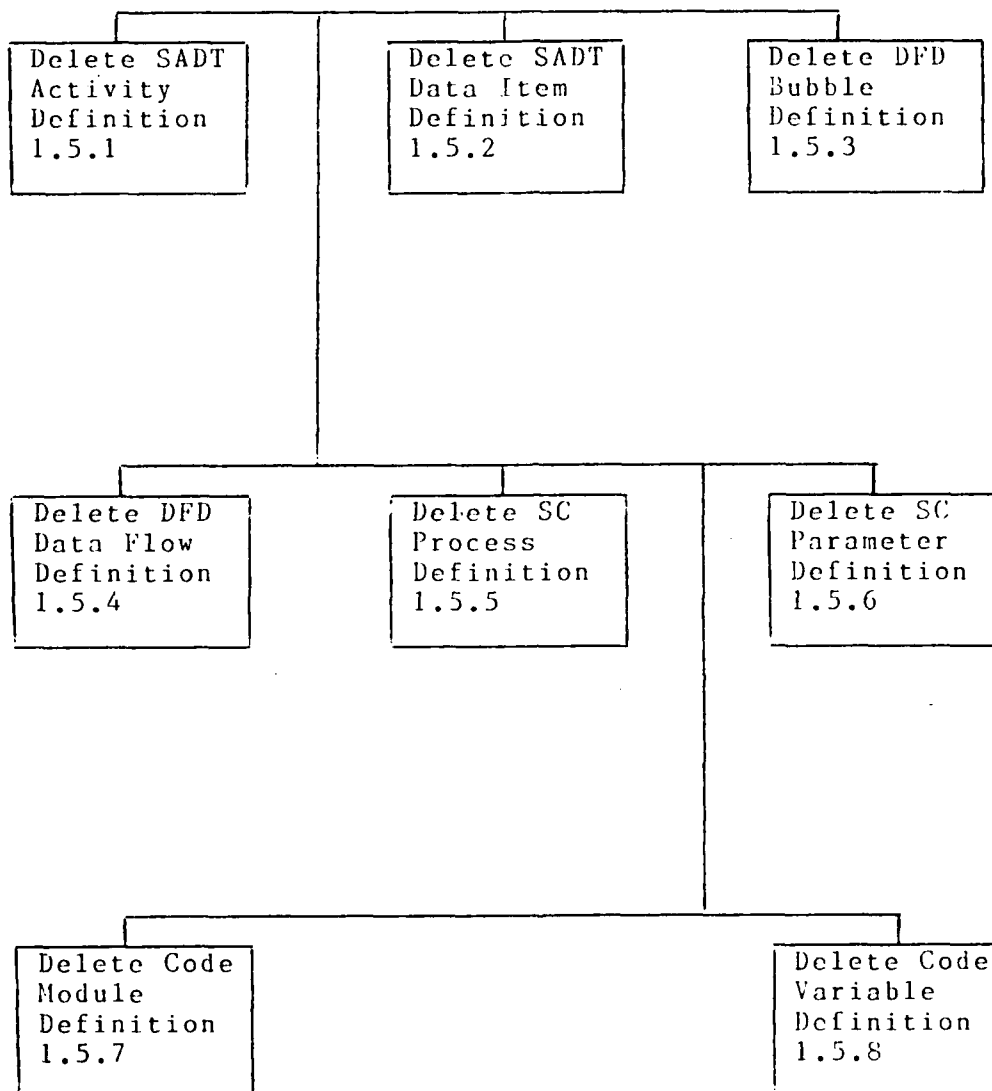 Delete SADT
Activity
Definition
1.5.1
Delete SADT
Data Item
Definition
1.5.2
Delete DFD
Bubble
Definition
1.5.3
Delete DFD
Data Flow
Definition
1.5.4
Delete SC
Process
Definition
1.5.5
Delete SC
Parameter
Definition
1.5.6
Delete Code
Module
Definition
1.5.7
Delete Code
Variable
Definition
1.5.8